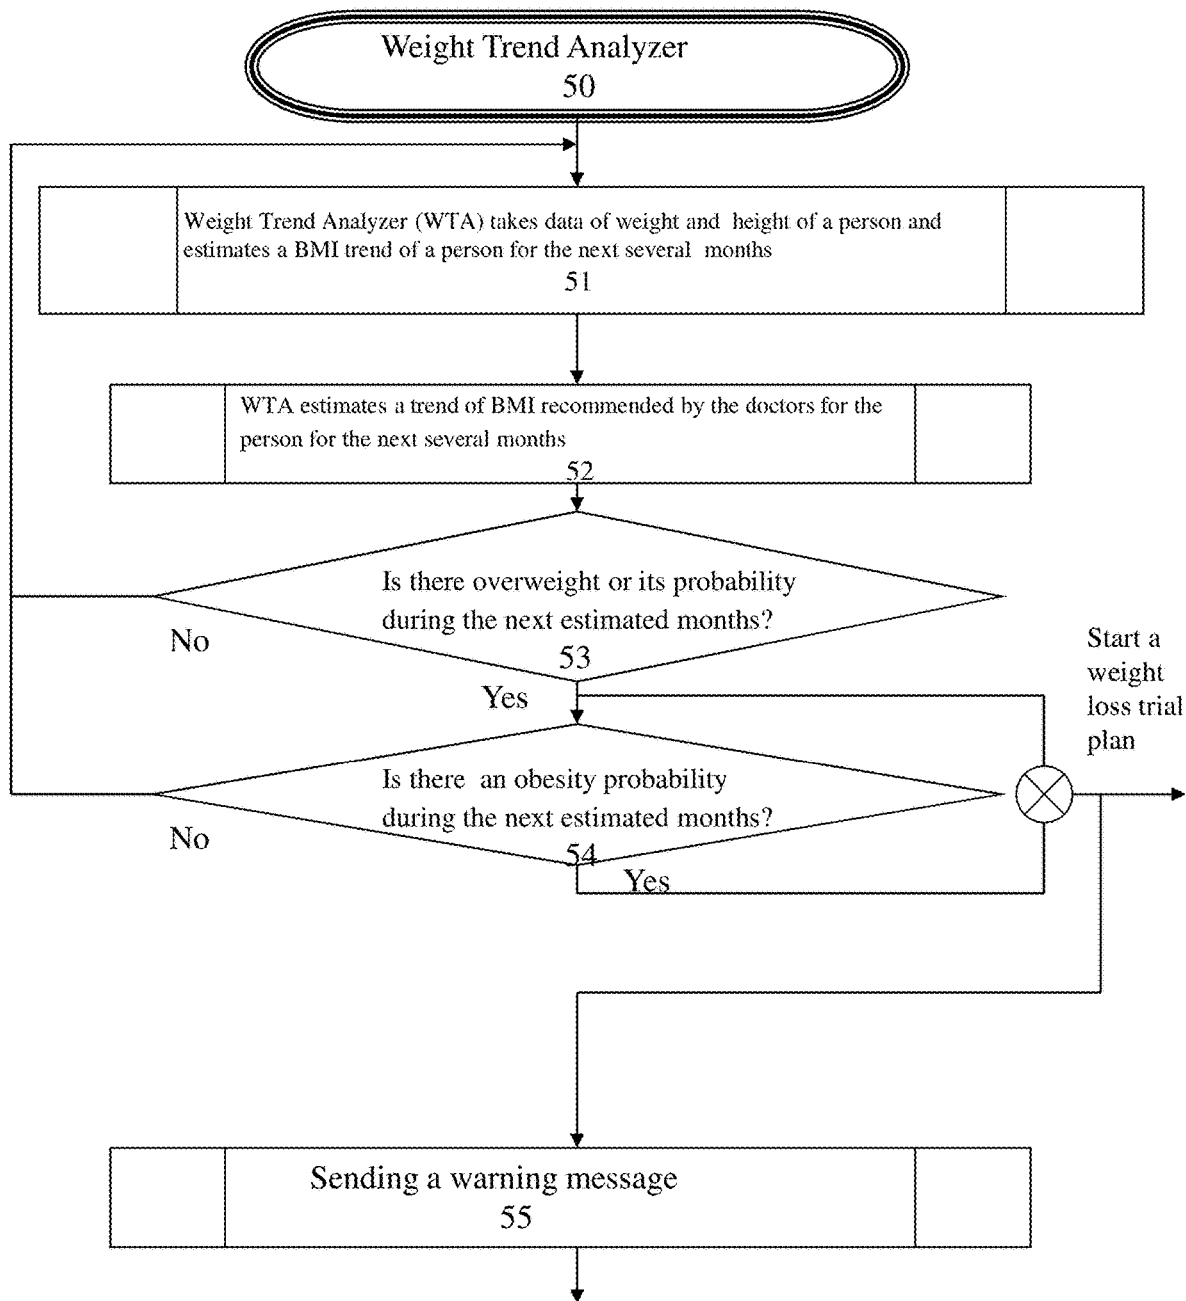 Weight Trend Analyzer
50
Weight Trend Analyzer (WTA) takes data of weight and height of a person and
estimates a BMI trend of a person for the next several months
51
WTA estimates a trend of BMI recommended by the doctors for the
person for the next several months
52
Is there overweight or its probability
during the next estimated months?
53
No
Yes
Start a
weight
loss trial
plan
Is there an obesity probability
during the next estimated months?
54
No
Yes
Sending a warning message
55